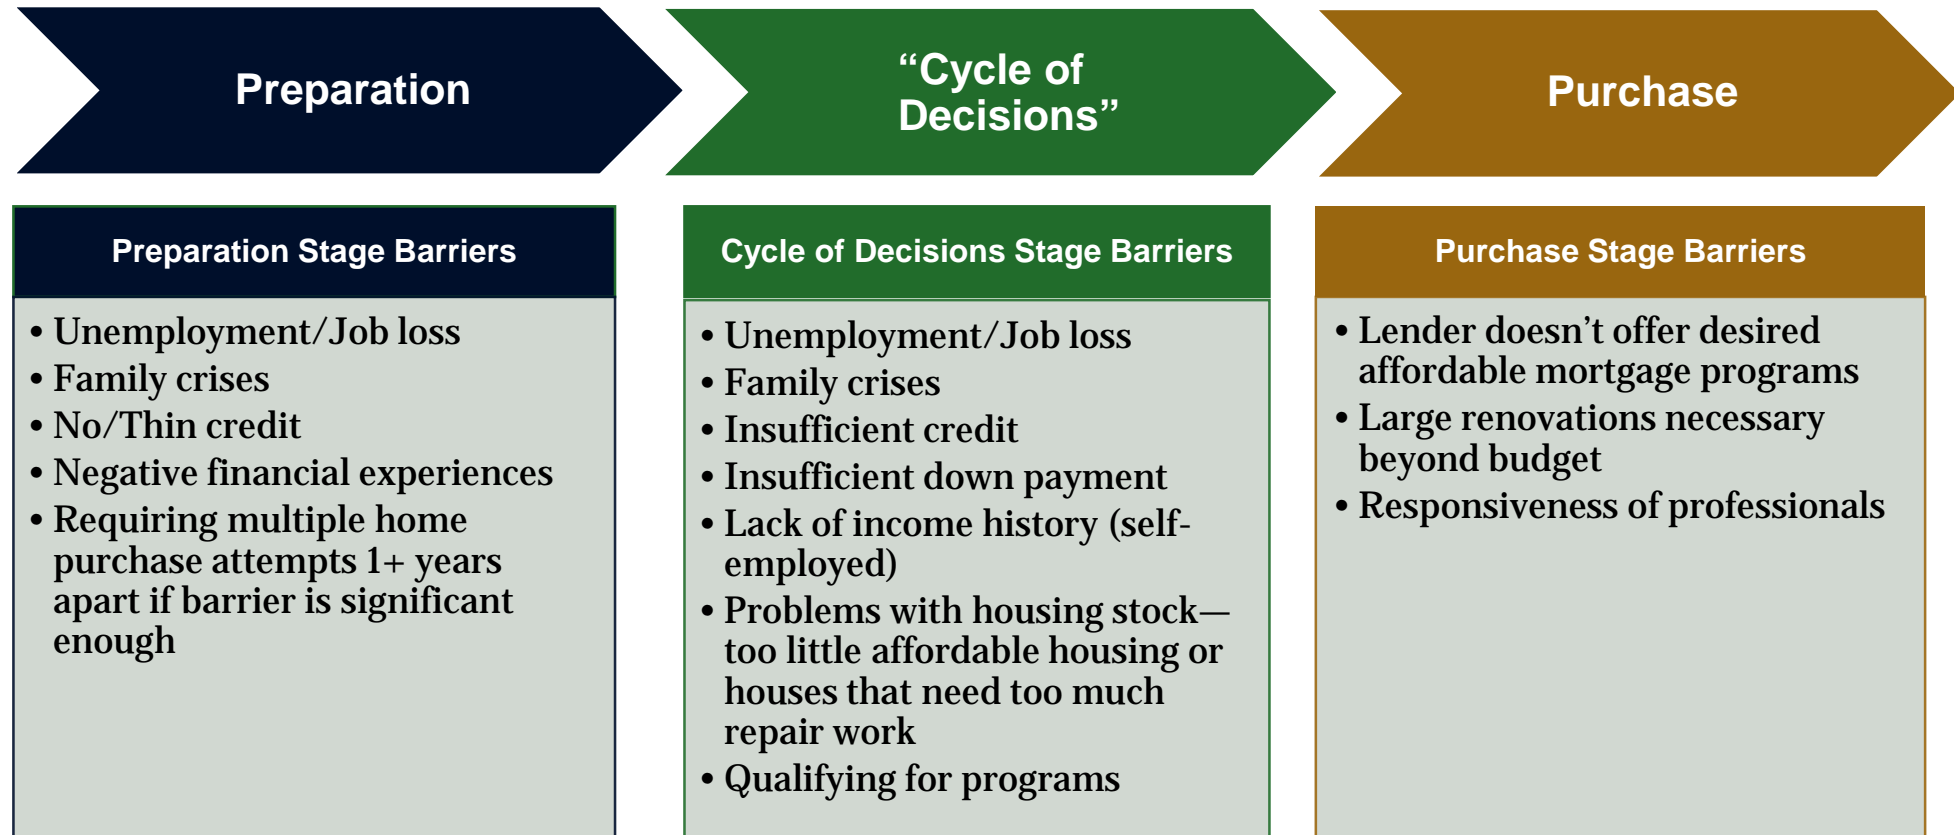 Preparation
“Cycle of
Decisions”
Purchase
Preparation Stage Barriers
• Unemployment/Job loss
• Family crises
• No/Thin credit
• Negative financial experiences
• Requiring multiple home
purchase attempts 1+ years
apart if barrier is significant
enough
Cycle of Decisions Stage Barriers
• Unemployment/Job loss
• Family crises
• Insufficient credit
• Insufficient down payment
• Lack of income history (self-
employed)
• Problems with housing stock—
too little affordable housing or
houses that need too much
repair work
• Qualifying for programs
Purchase Stage Barriers
• Lender doesn’t offer desired
affordable mortgage programs
• Large renovations necessary
beyond budget
• Responsiveness of professionals